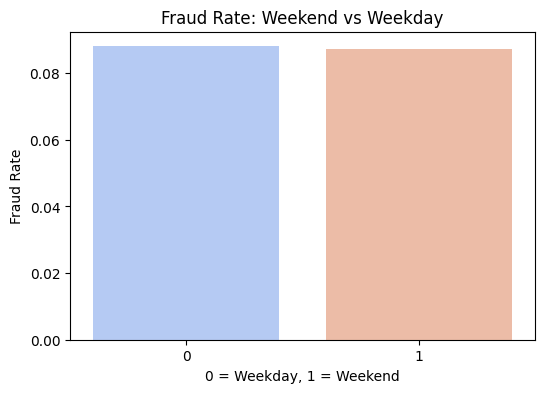 Fraud Rate: Weekend vs Weekday
0.08
0.06
0.04
0.02
0.00
Fraud Rate
0 1
0 = Weekday, 1 = Weekend